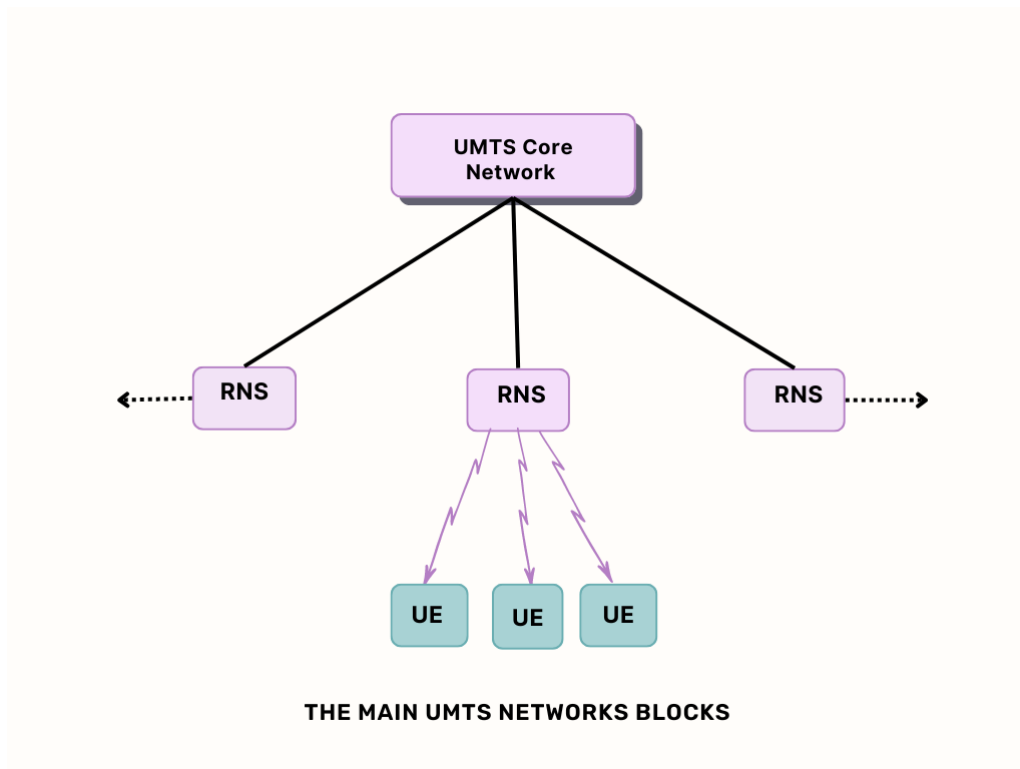 UMTS Core
Network
RNS
RNS
RNS
UE
UE
UE
THE MAIN UMTS NETWORKS BLOCKS